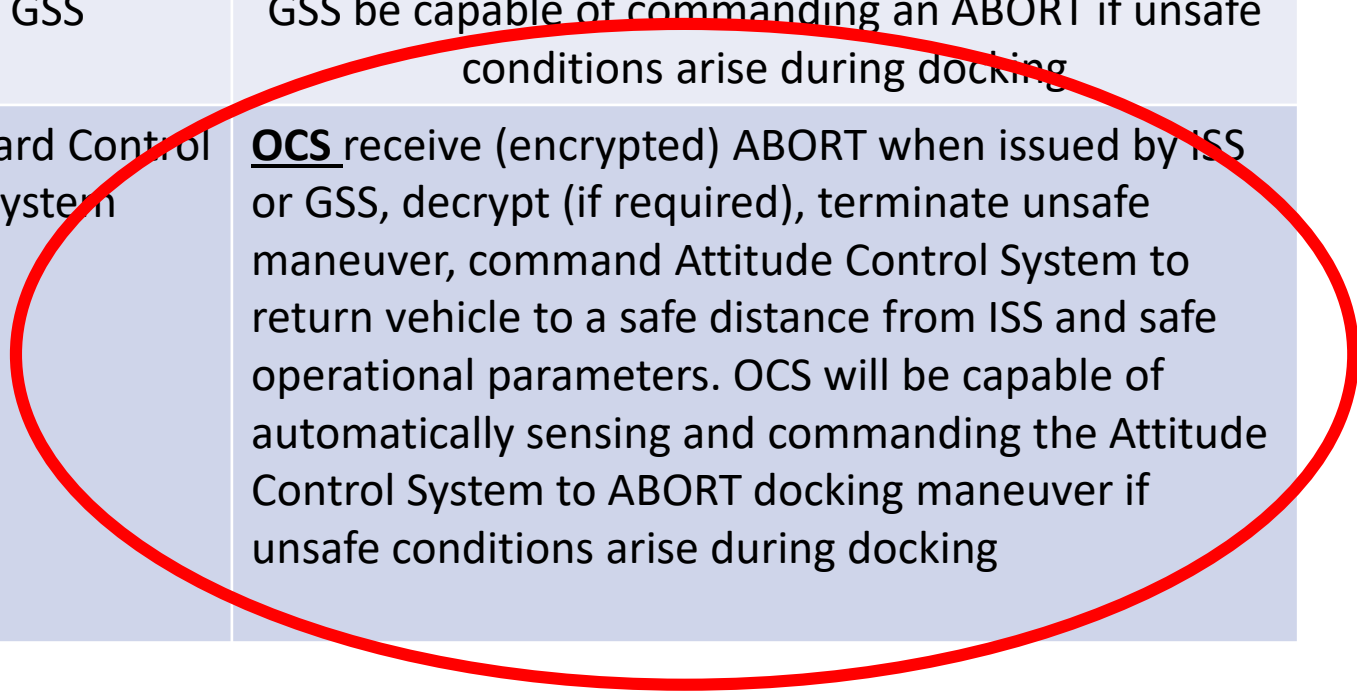 GSS
GSS be capable of commanding an ABORT if unsafe
conditions arise during docking
ard Control
ystem
OCS receive (encrypted) ABORT when issued by ISS
or GSS, decrypt (if required), terminate unsafe
maneuver, command Attitude Control System to
return vehicle to a safe distance from ISS and safe
operational parameters. OCS will be capable of
automatically sensing and commanding the Attitude
Control System to ABORT docking maneuver if
unsafe conditions arise during docking